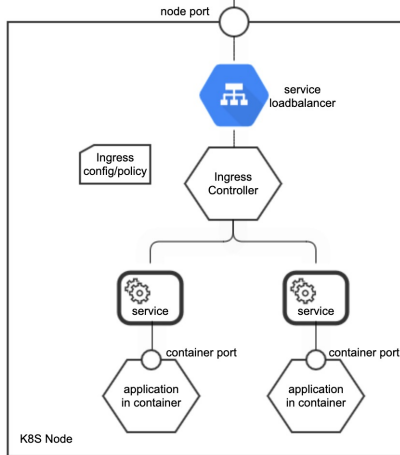 node port
service
loadbalancer
Ingress
config/policy
Ingress
Controller
service
service
container port
container port
application
in container
application
in container
K8S Node